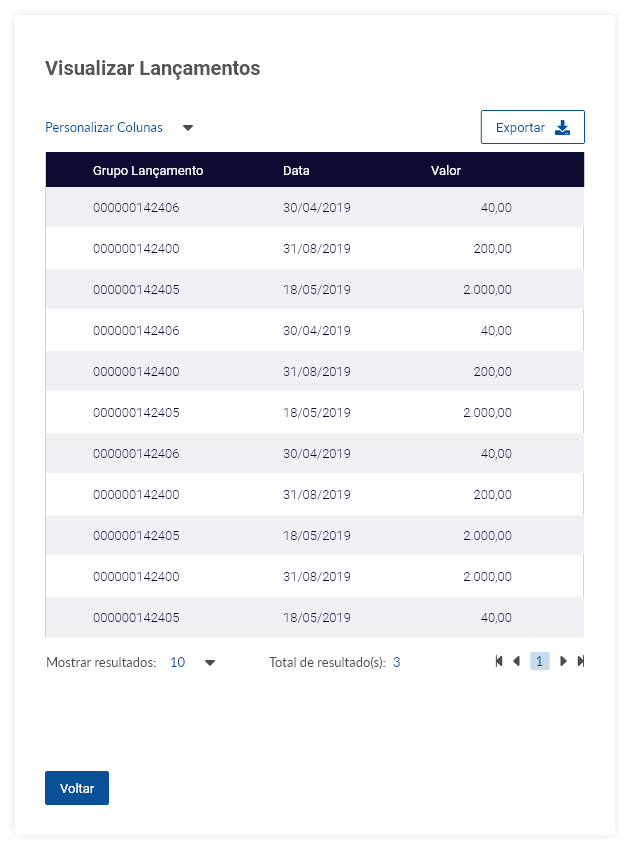 Visualizar Lançamentos
Personalizar Colunas
Exportar
Grupo Lançamento Data Valor
000000142406 30/04/2019 40,00
000000142400 31/08/2019 200,00
000000142405 18/05/2019 2.000,00
000000142406 30/04/2019 40,00
000000142400 31/08/2019 200,00
000000142405 18/05/2019 2.000,00
000000142406 30/04/2019 40,00
000000142400 31/08/2019 200,00
000000142405 18/05/2019 2.000,00
000000142400 31/08/2019 2.000,00
000000142405 18/05/2019 40,00
Mostrar resultados: 10 Total de resultado(s): 3 1
Voltar